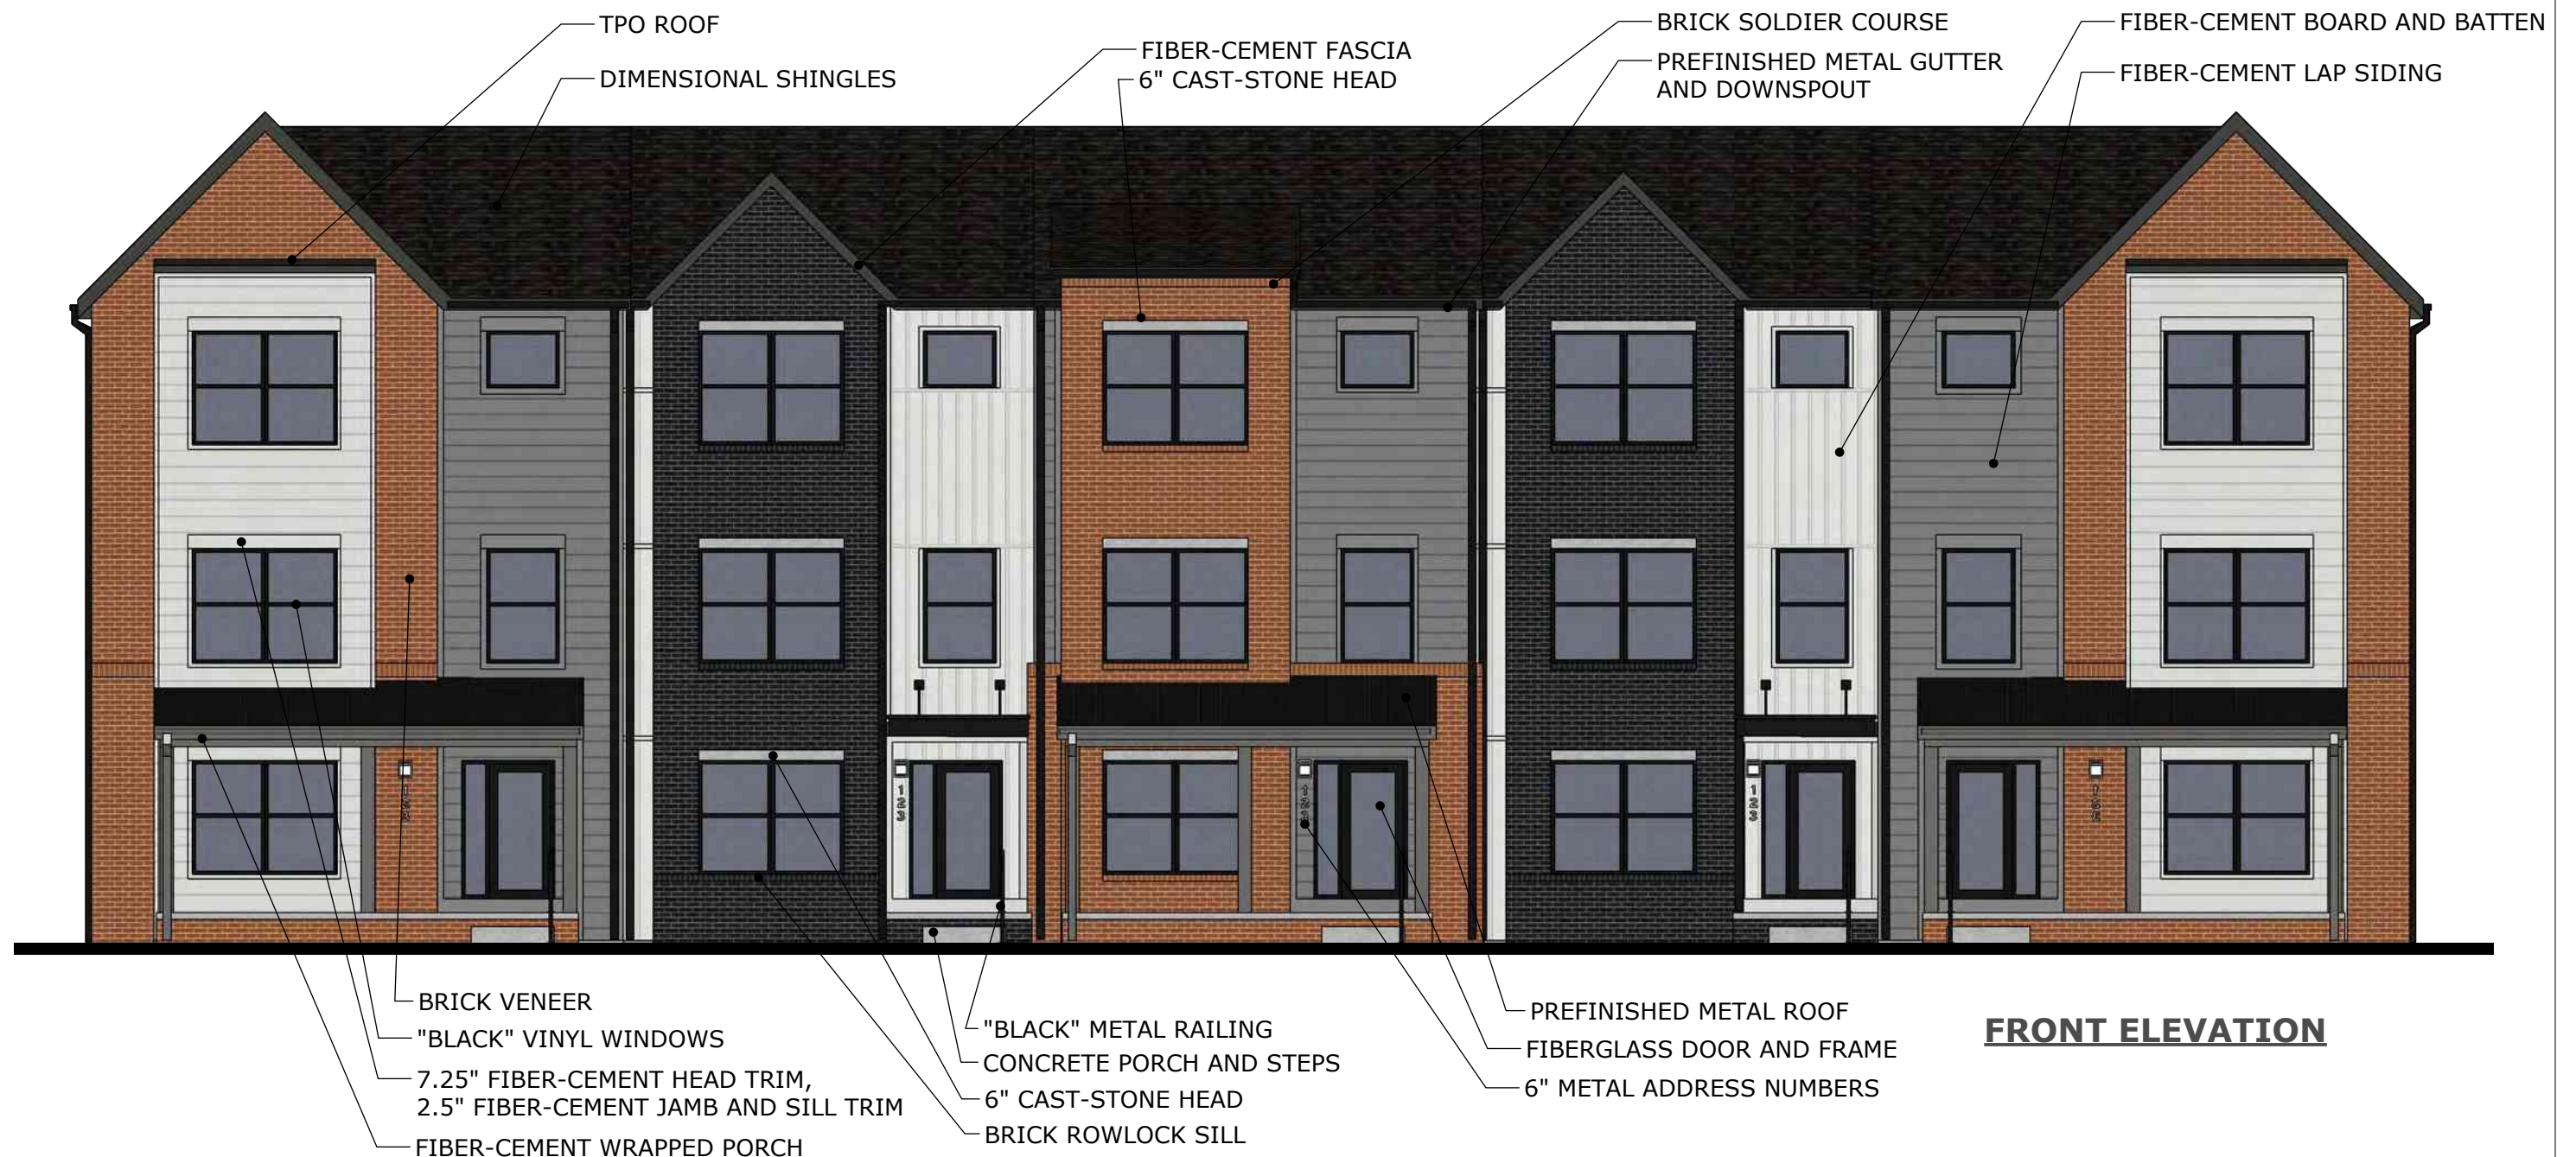 TPO ROOF
DIMENSIONAL SHINGLES
FIBER-CEMENT FASCIA
6" CAST-STONE HEAD
BRICK SOLDIER COURSE
PREFINISHED METAL GUTTER
AND DOWNSPOUT
FIBER-CEMENT BOARD AND BATTEN
FIBER-CEMENT LAP SIDING
123
123
BRICK VENEER
"BLACK" VINYL WINDOWS
7.25" FIBER-CEMENT HEAD TRIM,
2.5" FIBER-CEMENT JAMB AND SILL TRIM
FIBER-CEMENT WRAPPED PORCH
"BLACK" METAL RAILING
CONCRETE PORCH AND STEPS
6" CAST-STONE HEAD
BRICK ROWLOCK SILL
PREFINISHED METAL ROOF
FIBERGLASS DOOR AND FRAME
6" METAL ADDRESS NUMBERS
FRONT ELEVATION